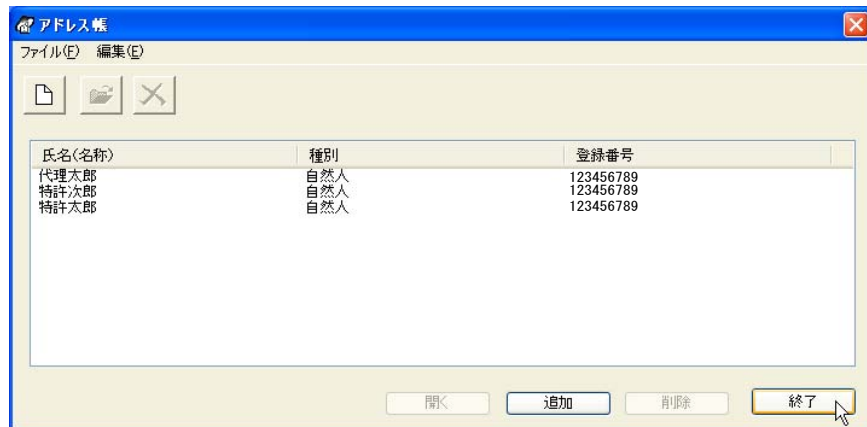 アドレス帳
ファイル(F) 編集(E)
氏名(名称) 種別 登録番号
代理太郎 自然人 123456789
特許次郎 自然人 123456789
特許太郎 自然人 123456789
開く 追加 削除 終了